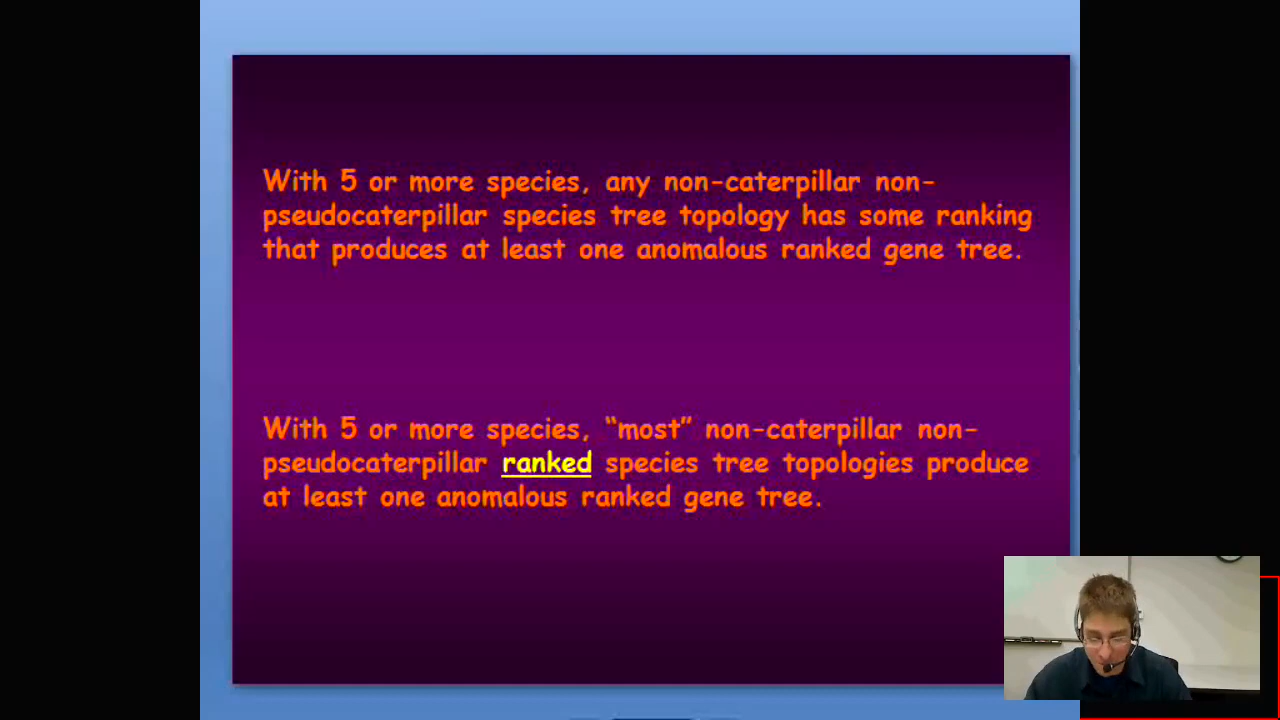 With 5 or more species, any non-caterpillar non-
pseudocaterpillar species tree topology has some ranking
that produces at least one anomalous ranked gene tree.
With 5 or more species, “most” non-caterpillar non-
pseudocaterpillar ranked species tree topologies produce
at least one anomalous ranked gene tree.